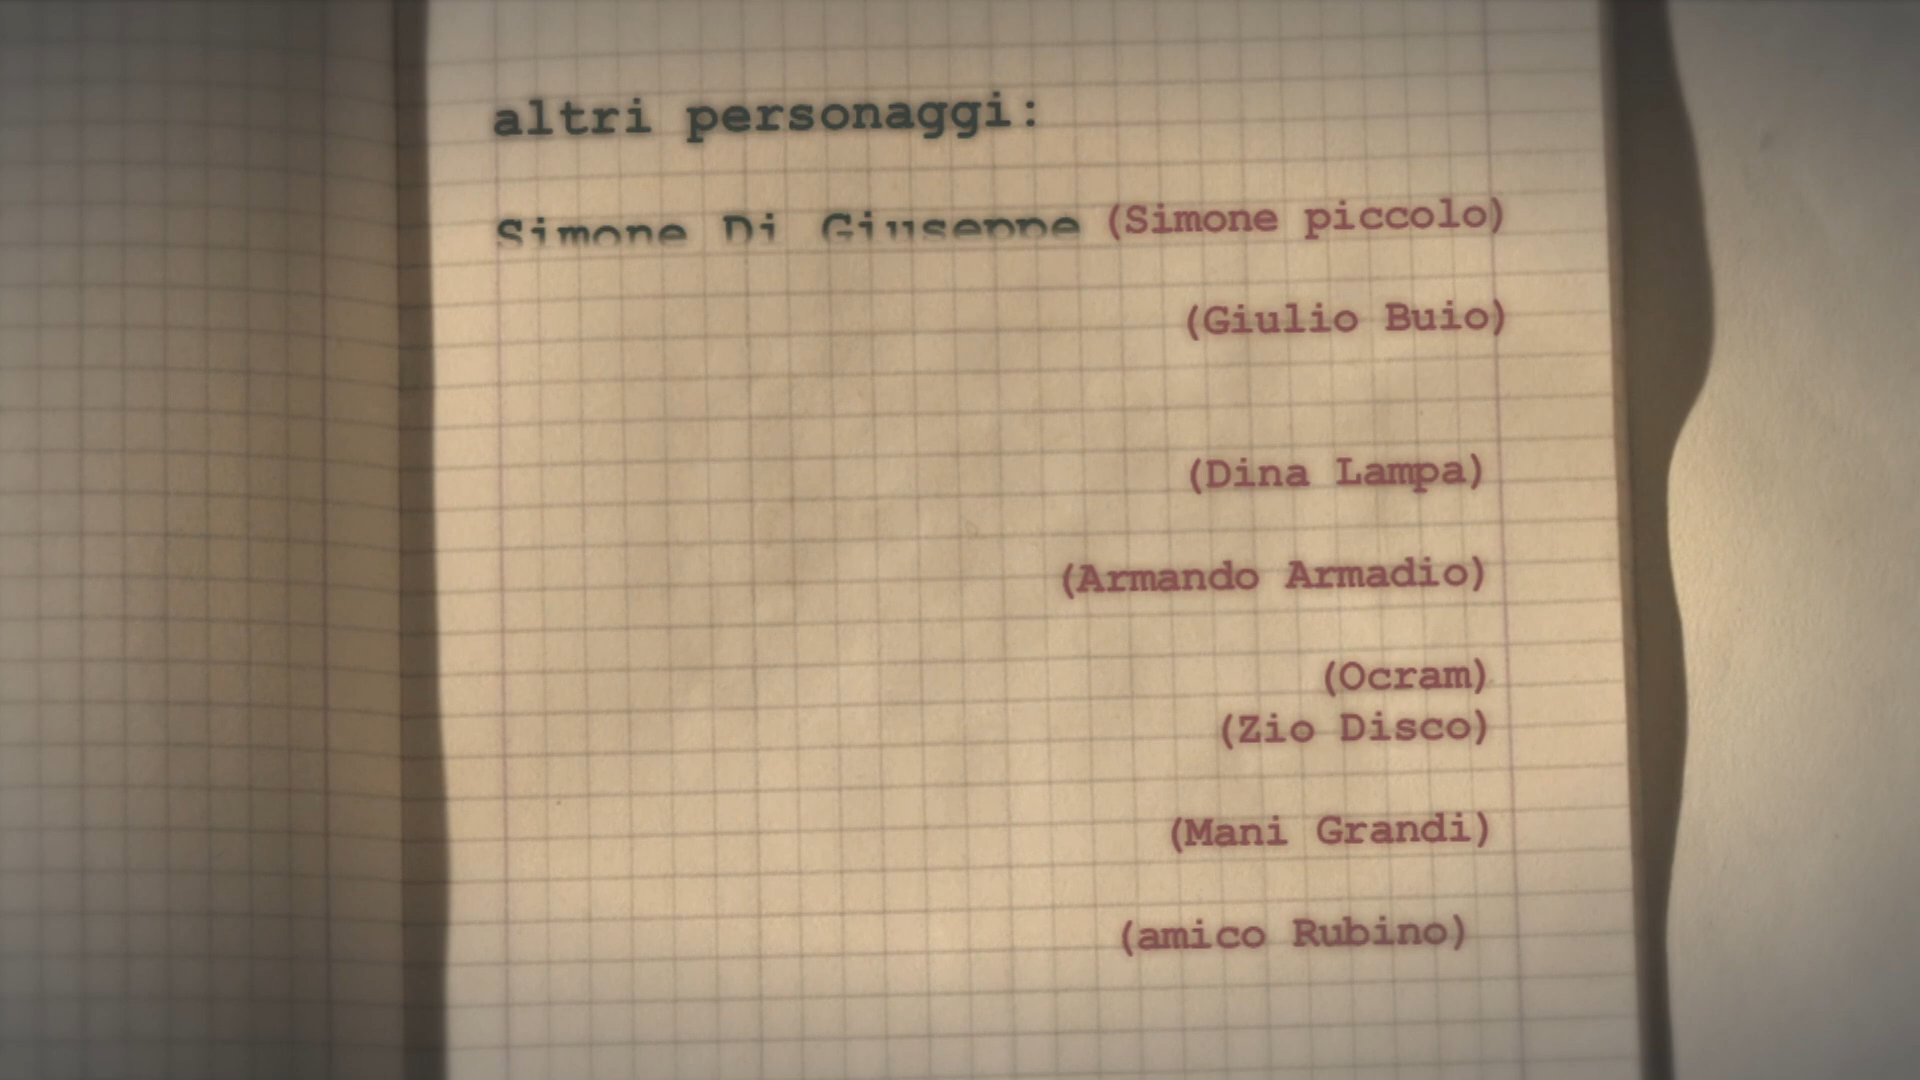 altri personaggi:
Simone Di Giuseppe (Simone piccolo)
(Giulio Buio)
(Dina Lampa)
(Armando Armadio)
(Ocram)
(Zio Disco)
(Mani Grandi)
(amico Rubino)